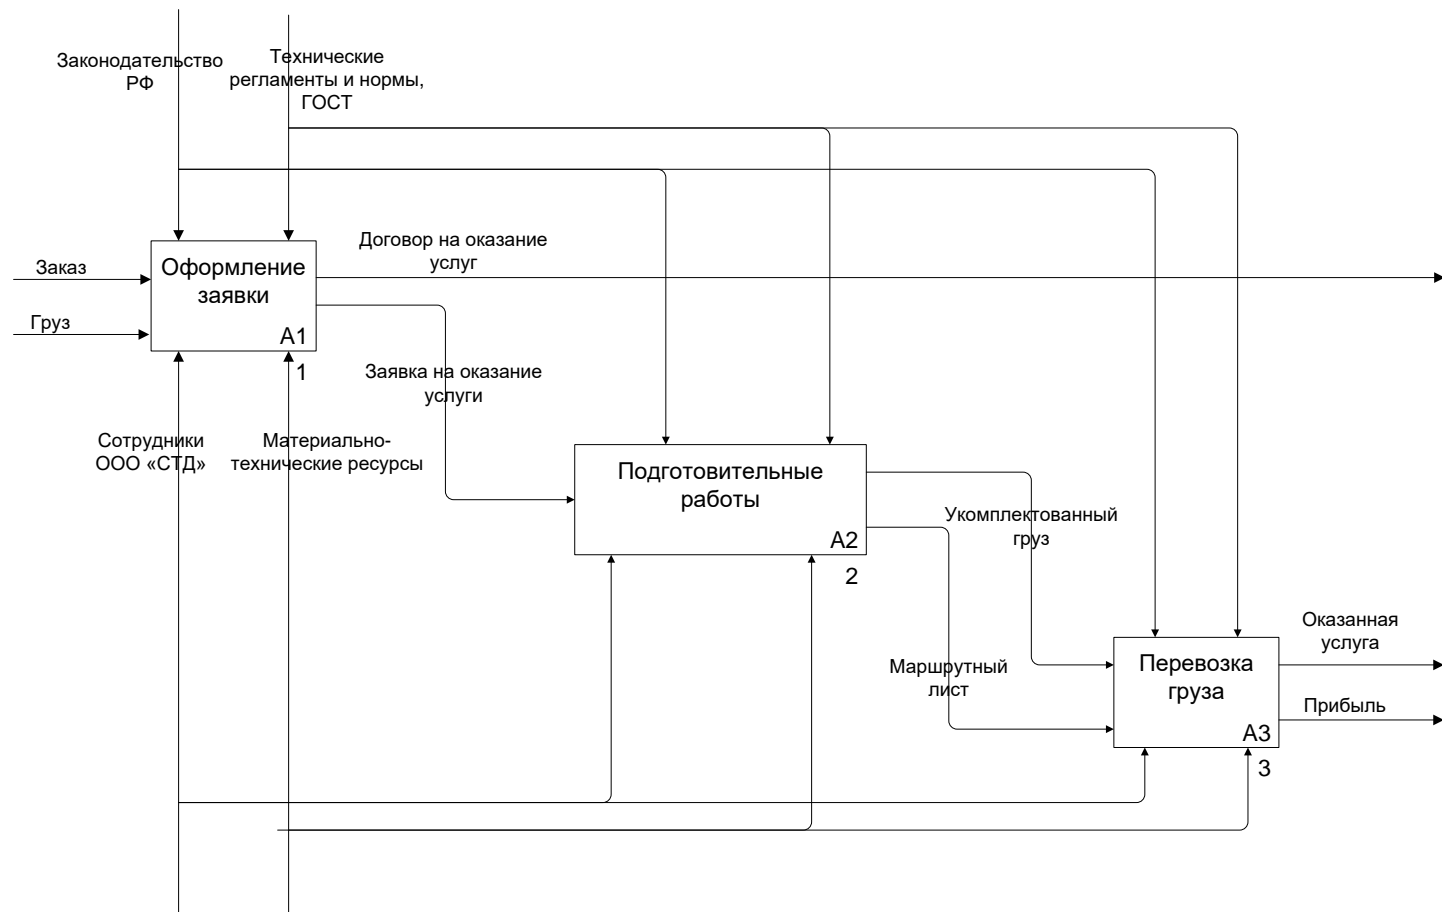 Законодательство
РФ
Технические
регламенты и нормы,
ГОСТ
Заказ
Груз
Оформление
заявки
А1
1
Договор на оказание
услуг
Заявка на оказание
услуги
Сотрудники
ООО «СТД»
Материально-
технические ресурсы
Подготовительные
работы
А2
2
Укомплектованный
груз
Маршрутный
лист
Перевозка
груза
А3
3
Оказанная
услуга
Прибыль